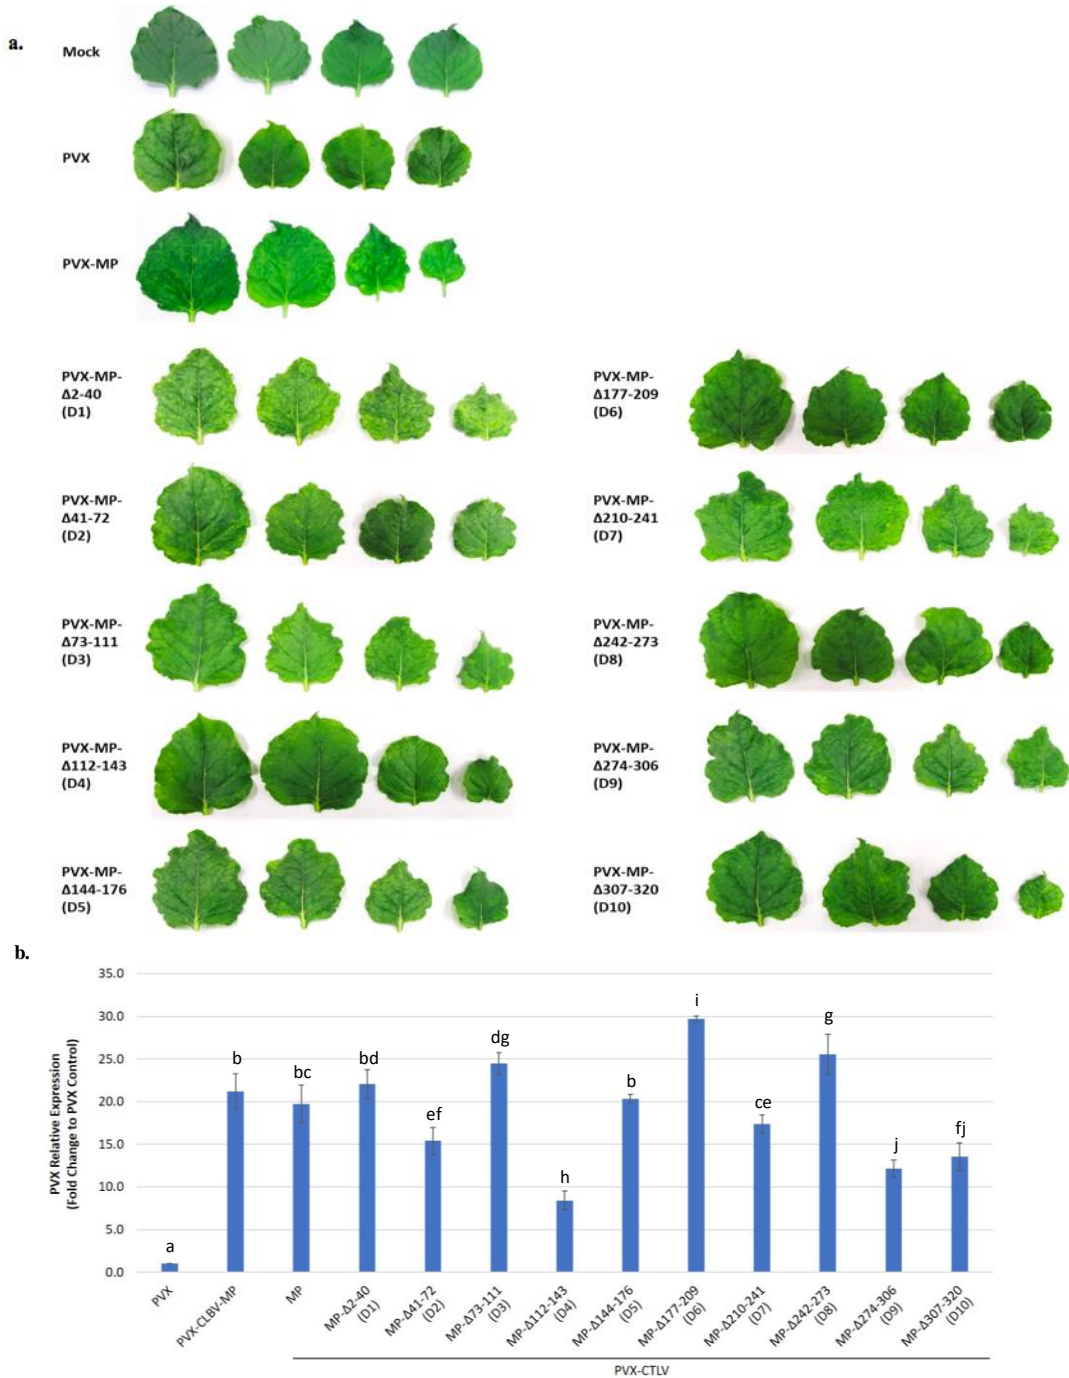 a.
Mock
PVX
PVX-MP
PVX-MP-
Δ2-40
(D1)
PVX-MP-
Δ41-72
(D2)
PVX-MP-
Δ73-111
(D3)
PVX-MP-
Δ112-143
(D4)
PVX-MP-
Δ144-176
(D5)
PVX-MP-
Δ177-209
(D6)
PVX-MP-
Δ210-241
(D7)
PVX-MP-
Δ242-273
(D8)
PVX-MP-
Δ274-306
(D9)
PVX-MP-
Δ307-320
(D10)
b.
PVX Relative Expression
(Fold Change to PVX Control)
35.0
30.0
25.0
20.0
15.0
10.0
5.0
0.0
a
b
bc
bd
ef
dg
h
b
i
ce
g
j
fj
PVX
PVX-CLBV-MP
MP
MP-Δ2-40
(D1)
MP-Δ41-72
(D2)
MP-Δ73-111
(D3)
MP-Δ112-143
(D4)
MP-Δ144-176
(D5)
MP-Δ177-209
(D6)
MP-Δ210-241
(D7)
MP-Δ242-273
(D8)
MP-Δ274-306
(D9)
MP-Δ307-320
(D10)
PVX-CTLV